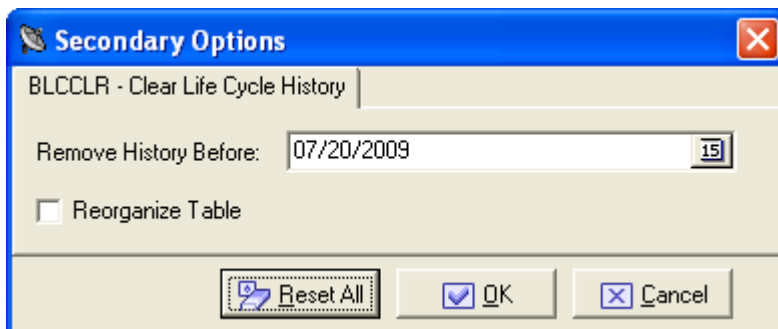 Secondary Options
BLCCLR - Clear Life Cycle History
Remove History Before: 07/20/2009 15
Reorganize Table
Reset All OK Cancel